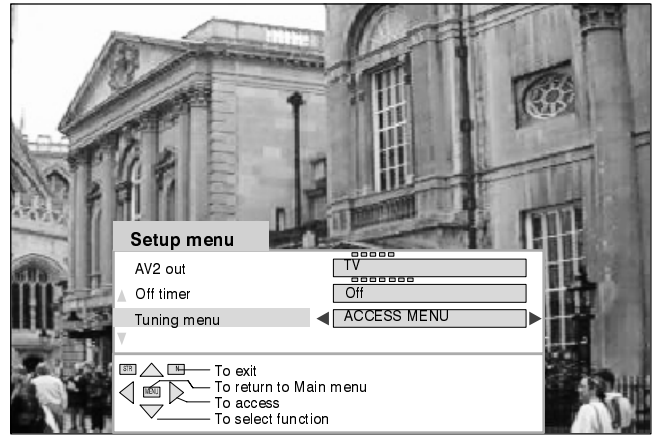 Setup menu
AV2 out TV
Off timer Off
Tuning menu ACCESS MENU
STR N To exit
MENU To return to Main menu
To access
To select function